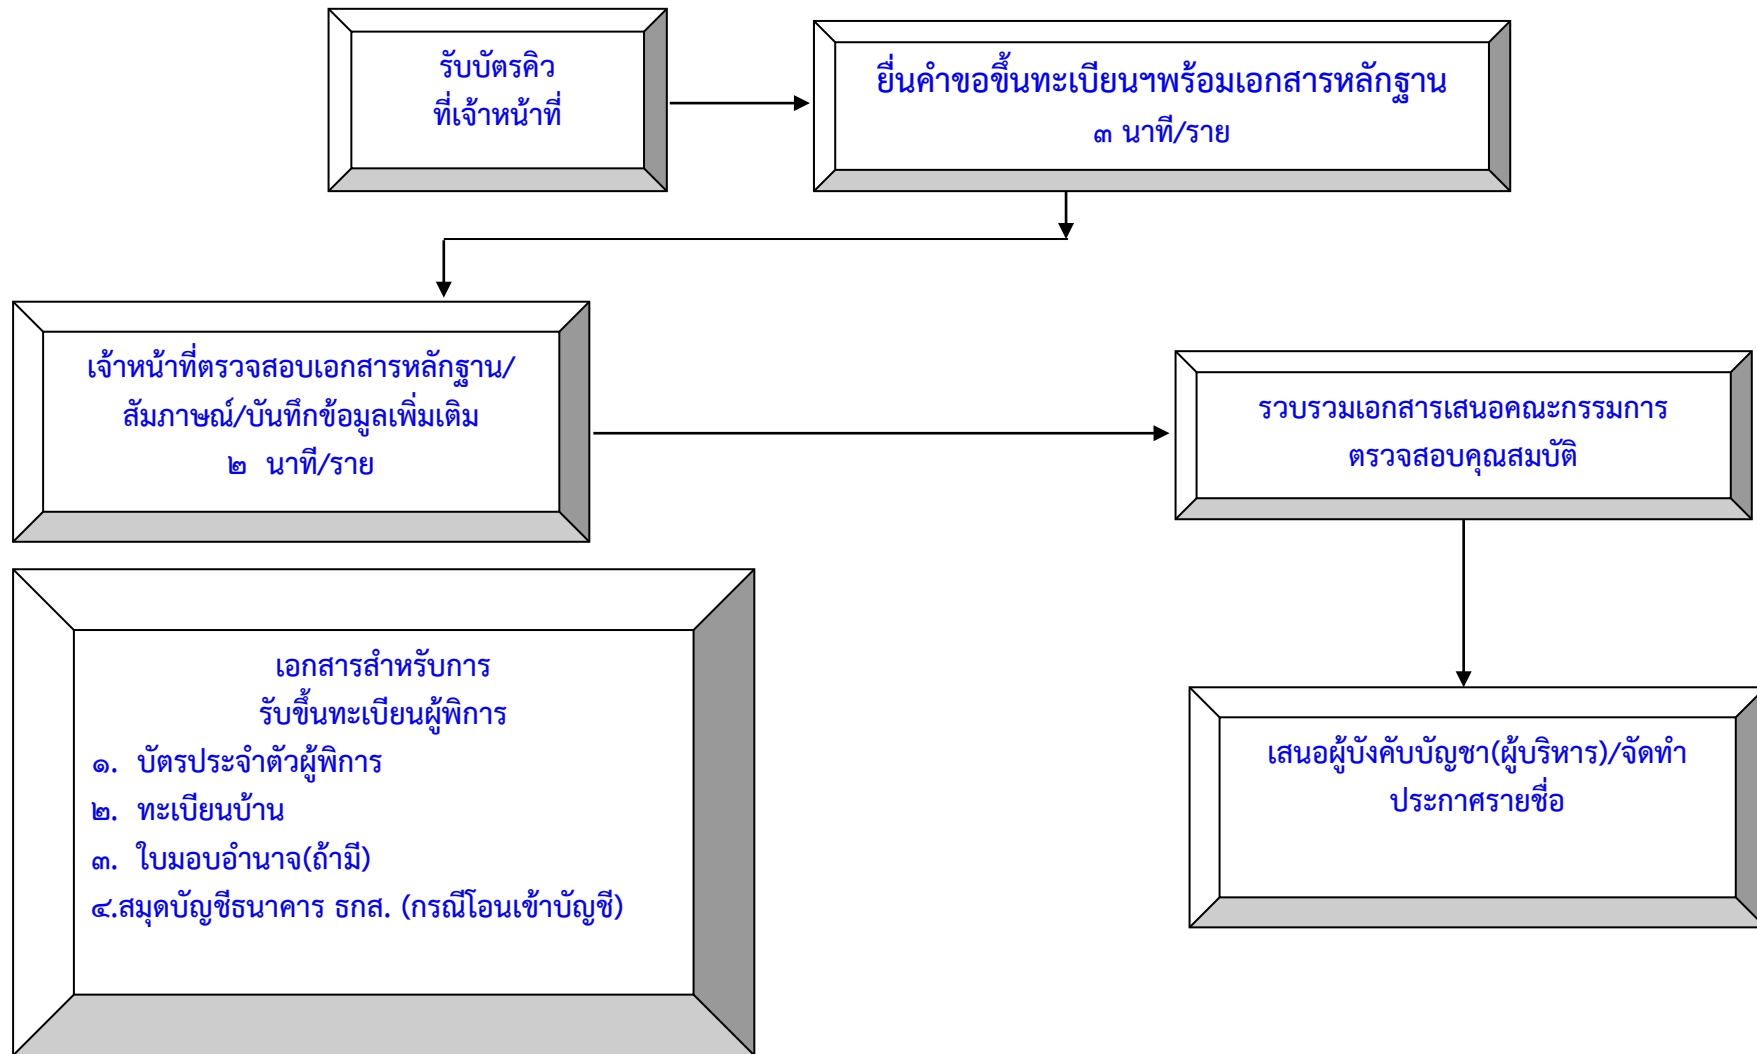 รับบัตรคิว
ที่เจ้าหน้าที่
ยื่นคำขอขึ้นทะเบียนฯพร้อมเอกสารหลักฐาน
๓ นาที/ราย
เจ้าหน้าที่ตรวจสอบเอกสารหลักฐาน/
สัมภาษณ์/บันทึกข้อมูลเพิ่มเติม
๒ นาที/ราย
รวบรวมเอกสารเสนอคณะกรรมการ
ตรวจสอบคุณสมบัติ
เอกสารสำหรับการ
รับขึ้นทะเบียนผู้พิการ
๑. บัตรประจำตัวผู้พิการ
๒. ทะเบียนบ้าน
๓. ใบมอบอำนาจ(ถ้ามี)
๔.สมุดบัญชีธนาคาร ธกส. (กรณีโอนเข้าบัญชี)
เสนอผู้บังคับบัญชา(ผู้บริหาร)/จัดทำ
ประกาศรายชื่อ